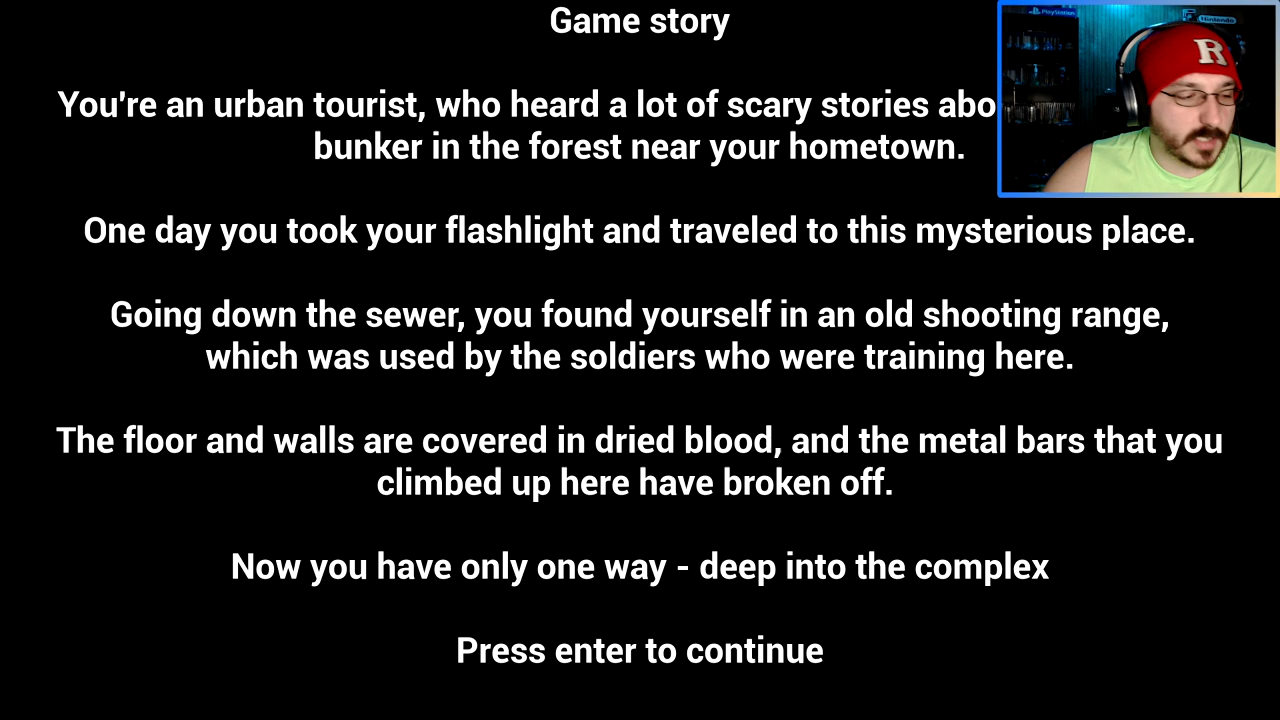 Game story
You're an urban tourist, who heard a lot of scary stories
bunker in the forest near your hometown.
One day you took your flashlight and traveled to this mysterious place.
Going down the sewer, you found yourself in an old shooting range,
which was used by the soldiers who were training here.
The floor and walls are covered in dried blood, and the metal bars that you
climbed up here have broken off.
Now you have only one way - deep into the complex
Press enter to continue
PlayStation
Nintendo
R